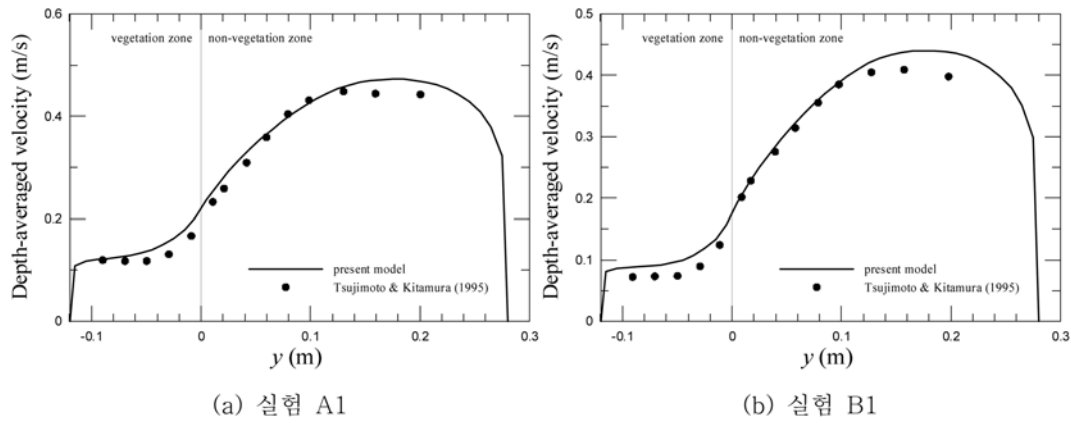 vegetation zone
non-vegetation zone
Depth-averaged velocity (m/s)
0.6
0.4
0.2
0
-0.1
0
0.1
0.2
0.3
y (m)
present model
Tsujimoto & Kitamura (1995)
(a) 실험 A1
vegetation zone
non-vegetation zone
Depth-averaged velocity (m/s)
0.5
0.4
0.3
0.2
0.1
0
-0.1
0
0.1
0.2
0.3
y (m)
present model
Tsujimoto & Kitamura (1995)
(b) 실험 B1